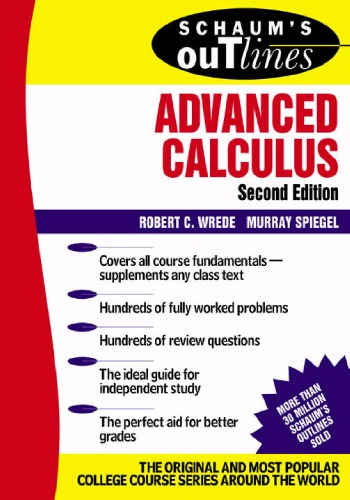 SCHAUM'S
ouTlines
ADVANCED
CALCULUS
Second Edition
ROBERT C. WREDE MURRAY SPIEGEL
Covers all course fundamentals—
supplements any class text
Hundreds of fully worked problems
Hundreds of review questions
The ideal guide for
independent study
The perfect aid for better
grades
MORE THAN
30 MILLION
SCHAUM'S
OUTLINES
SOLD
THE ORIGINAL AND MOST POPULAR
COLLEGE COURSE SERIES AROUND THE WORLD